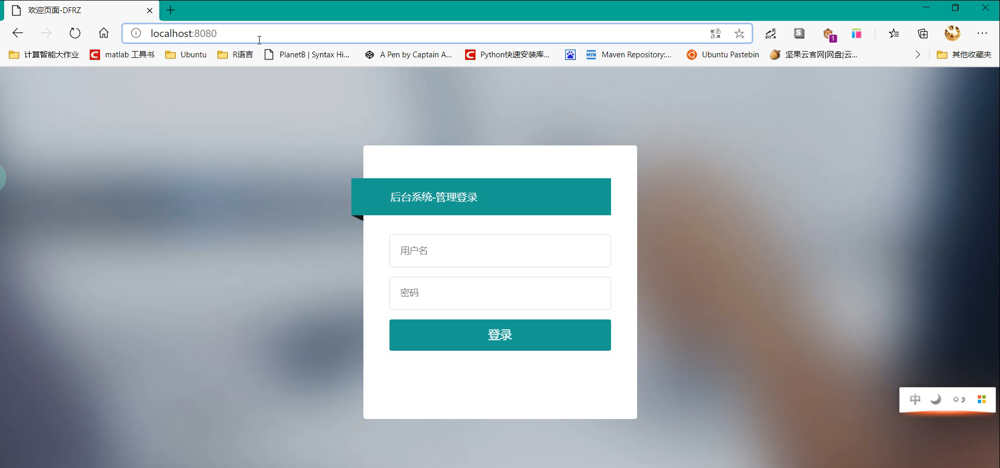 欢迎页面-DFRZ
localhost:8080
计算智能大作业 matlab 工具书 Ubuntu R语言 PlanetB | Syntax Hi... A Pen by Captain A... Python快速安装库... Maven Repository:... Ubuntu Pastebin 坚果云官网|网盘|云... 其他收藏夹
后台系统-管理登录
用户名
密码
登录
中